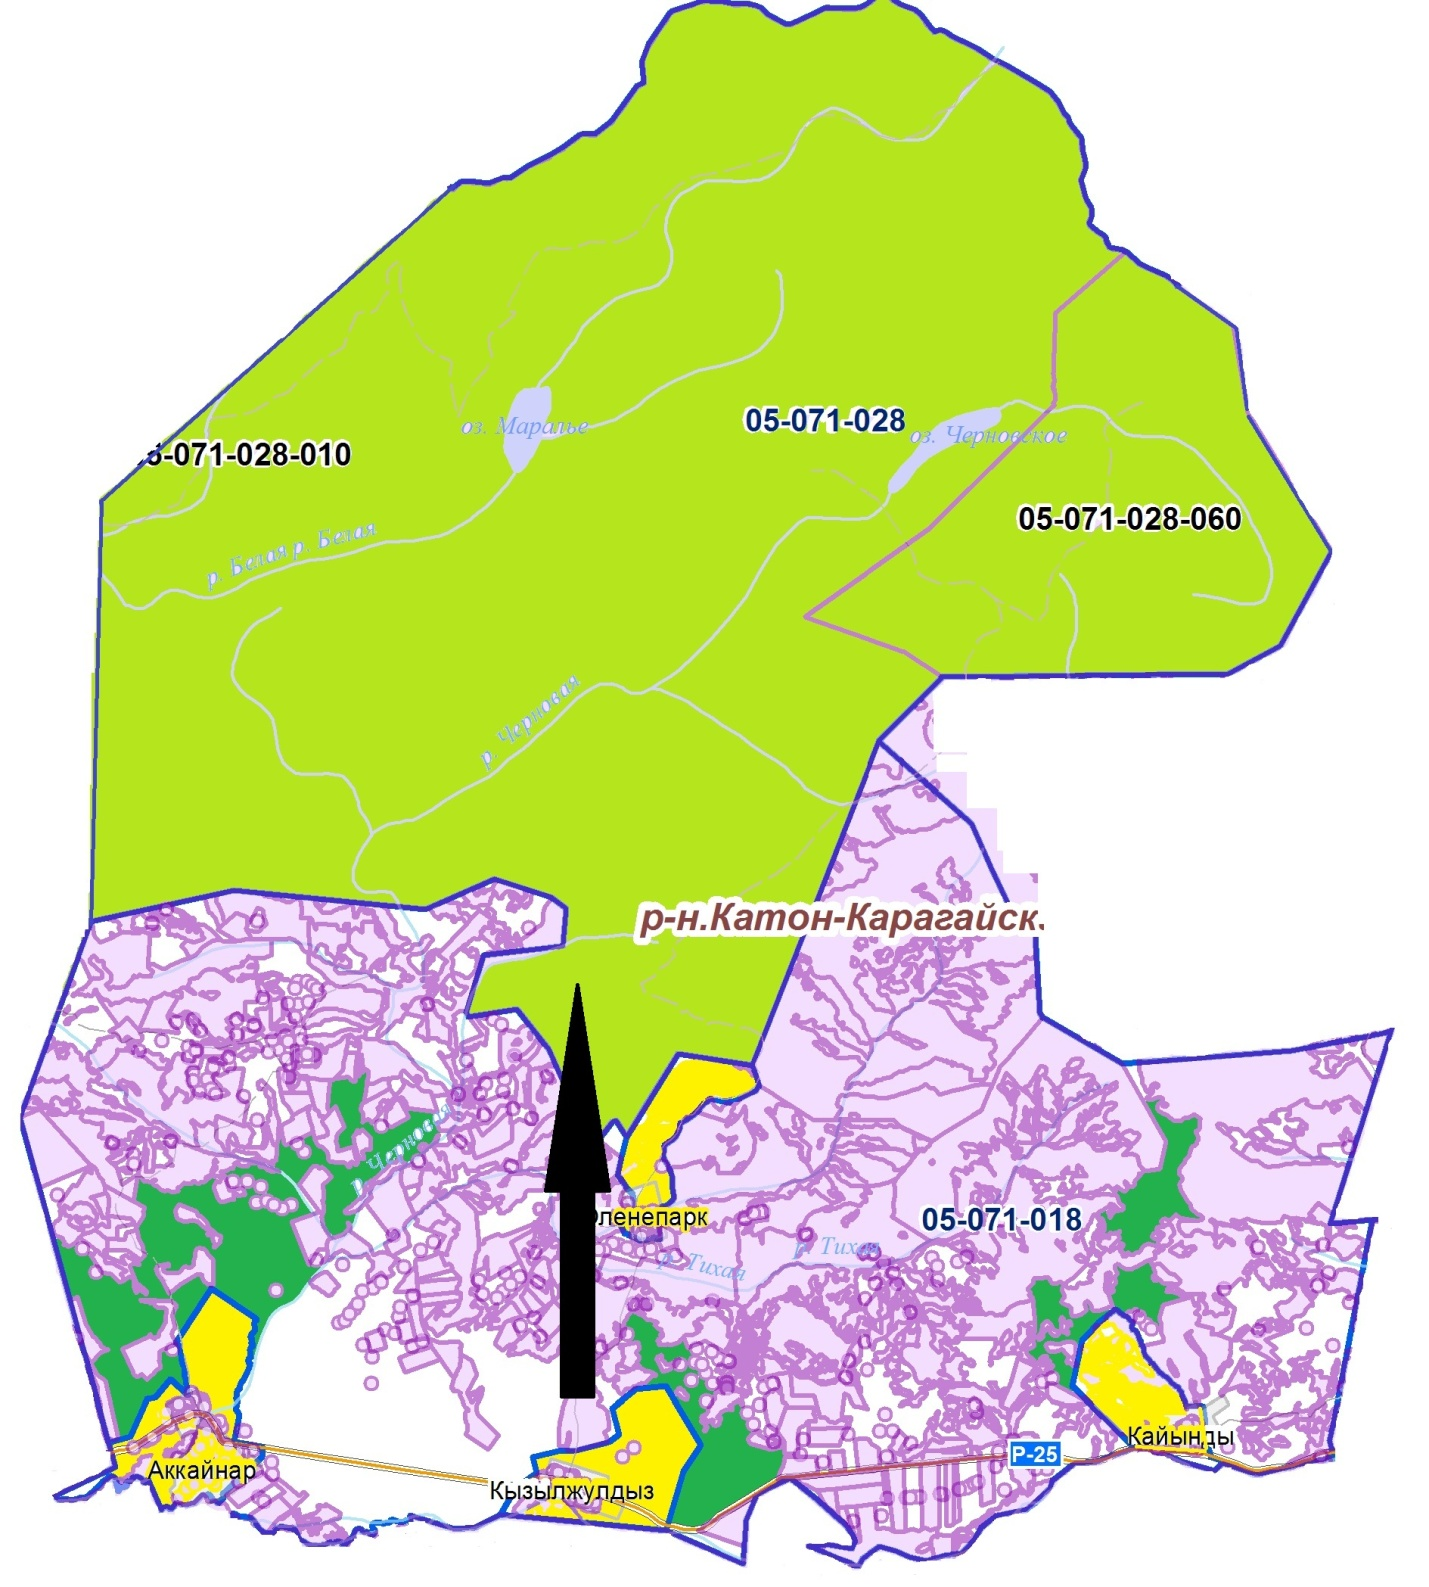 05-071-028
оз. Маралье
оз. Черновское
-071-028-010
05-071-028-060
р. Белая р. Белая
р. Черновая
р-н.Катон-Карагайск.
р. Черновая
ленепарк
05-071-018
р. Тихая
р. Тихая
Кайынды
Р-25
Аккайнар
Кызылжулдыз